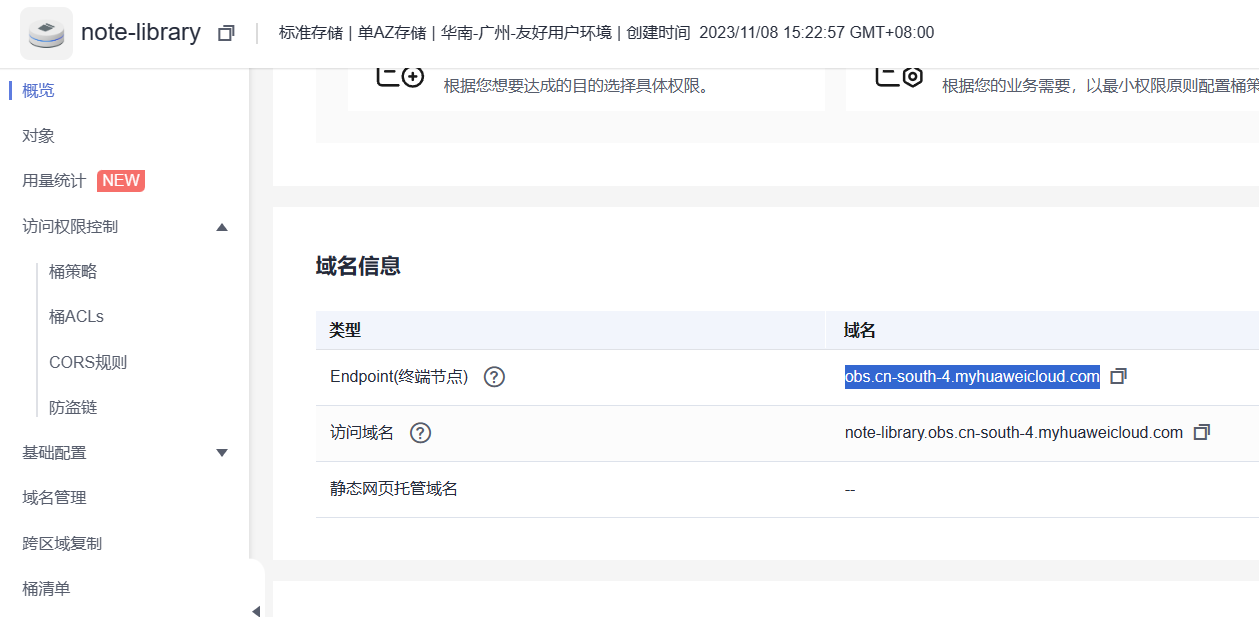 note-library
标准存储 | 单AZ存储 | 华南-广州-友好用户环境 | 创建时间 2023/11/08 15:22:57 GMT+08:00
概览
对象
用量统计 NEW
访问权限控制
桶策略
桶ACLs
CORS规则
防盗链
基础配置
域名管理
跨区域复制
桶清单
根据您想要达成的目的选择具体权限。
根据您的业务需要，以最小权限原则配置桶策
域名信息
类型 域名
Endpoint(终端节点) obs.cn-south-4.myhuaweicloud.com
访问域名 note-library.obs.cn-south-4.myhuaweicloud.com
静态网页托管域名 --